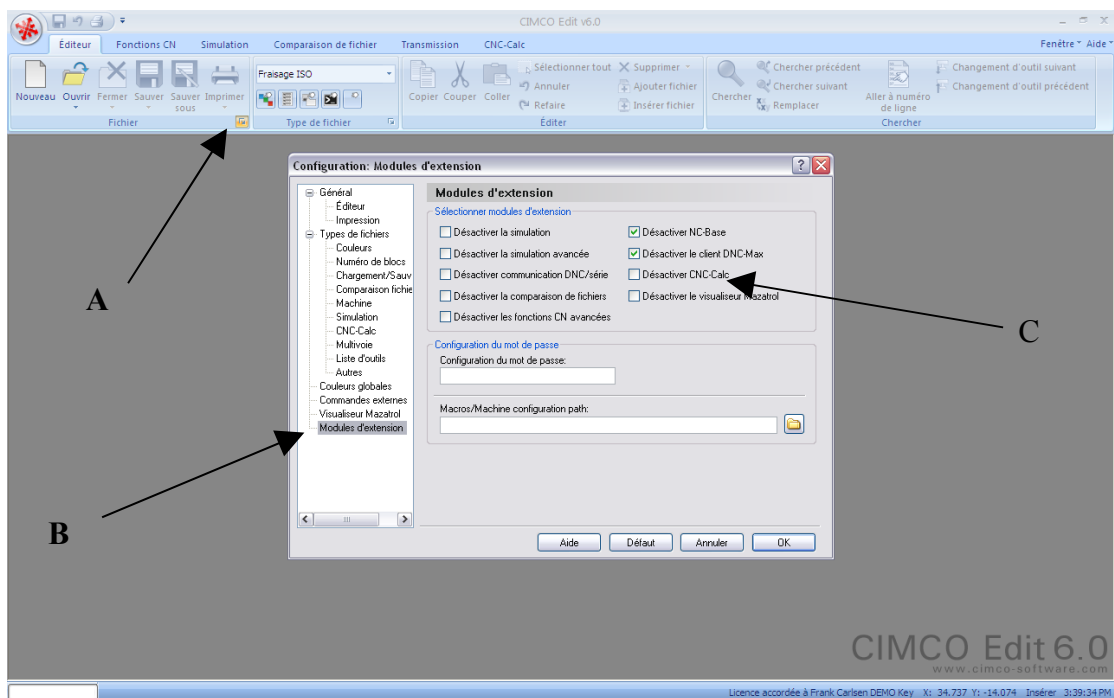 CIMCO Edit v6.0
Éditeur Fonctions CN Simulation Comparaison de fichier Transmission CNC-Calc Fenêtre Aide
Nouveau Ouvrir Fermer Sauver Sauver sous Imprimer
Fichier
Fraisage ISO
Type de fichier
Copier Couper Coller
Sélectionner tout
Annuler
Refaire
Supprimer
Ajouter fichier
Insérer fichier
Éditer
Chercher
Chercher précédent
Chercher suivant
Remplacer
Aller à numéro de ligne
Changement d'outil suivant
Changement d'outil précédent
Chercher
A
B
C
Configuration: Modules d'extension
Général
Éditeur
Impression
Types de fichiers
Couleurs
Numéro de blocs
Chargement/Sauv
Comparaison fichie
Machine
Simulation
CNC-Calc
Multivoie
Liste d'outils
Autres
Couleurs globales
Commandes externes
Visualiseur Mazatrol
Modules d'extension
Modules d'extension
Sélectionner modules d'extension
Désactiver la simulation
Désactiver NC-Base
Désactiver la simulation avancée
Désactiver le client DNC-Max
Désactiver communication DNC/série
Désactiver CNC-Calc
Désactiver la comparaison de fichiers
Désactiver le visualiseur Mazatrol
Désactiver les fonctions CN avancées
Configuration du mot de passe
Configuration du mot de passe:
Macros/Machine configuration path:
Aide Défaut Annuler OK
CIMCO Edit 6.0
www.cimco-software.com
Licence accordée à Frank Carlsen DEMO Key X: 34.737 Y: -14.074 Insérer 3:39:34 PM